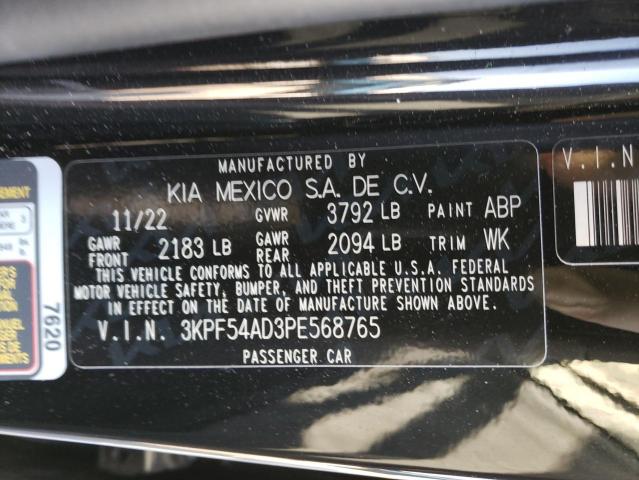 MANUFACTURED BY
KIA MEXICO S.A. DE C.V.
11/22 GVWR 3792 LB PAINT ABP
GAWR FRONT 2183 LB GAWR REAR 2094 LB TRIM WK
THIS VEHICLE CONFORMS TO ALL APPLICABLE U.S.A. FEDERAL
MOTOR VEHICLE SAFETY, BUMPER, AND THEFT PREVENTION STANDARDS
IN EFFECT ON THE DATE OF MANUFACTURE SHOWN ABOVE.
V.I.N. 3KPF54AD3PE568765
PASSENGER CAR
7620
V.I.N